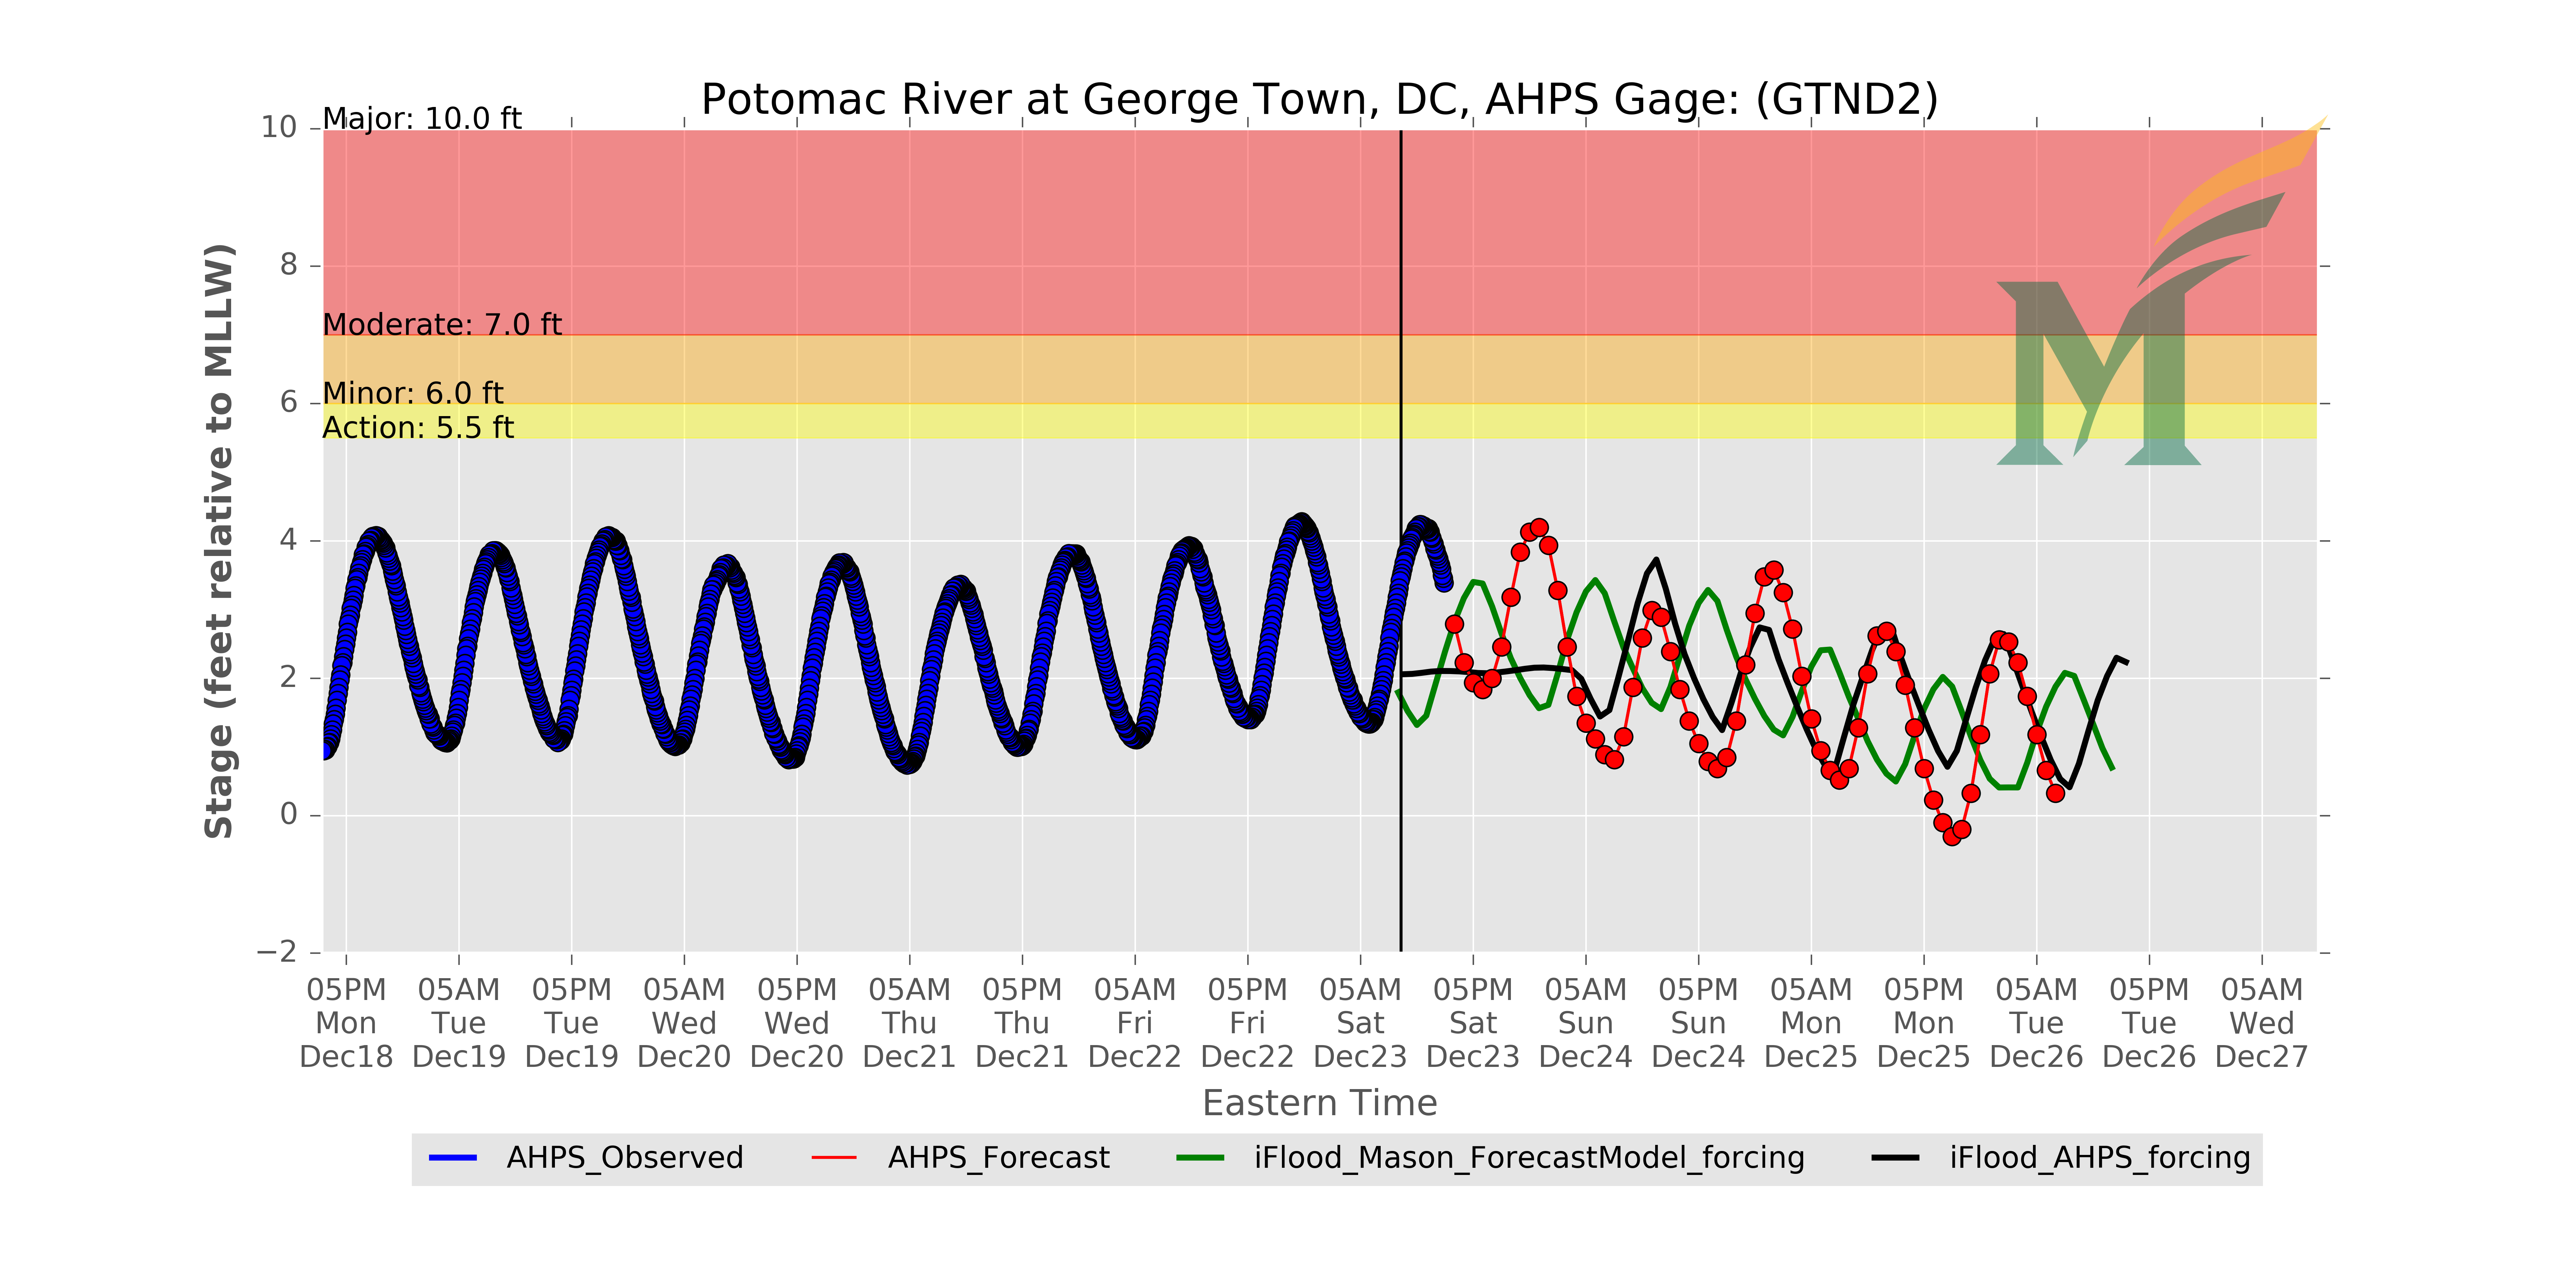 Potomac River at George Town, DC, AHPS Gage: (GTND2)
Major: 10.0 ft
Moderate: 7.0 ft
Minor: 6.0 ft
Action: 5.5 ft
Stage (feet relative to MLLW)
10
8
6
4
2
0
−2
05PM 05AM 05PM 05AM 05PM 05AM 05PM 05AM 05PM 05AM 05PM 05AM 05PM 05AM 05PM 05AM 05PM 05AM
Mon Tue Tue Wed Wed Thu Thu Fri Fri Sat Sat Sun Sun Mon Mon Tue Tue Wed
Dec18 Dec19 Dec19 Dec20 Dec20 Dec21 Dec21 Dec22 Dec22 Dec23 Dec23 Dec24 Dec24 Dec25 Dec25 Dec26 Dec26 Dec27
Eastern Time
AHPS_Observed AHPS_Forecast iFlood_Mason_ForecastModel_forcing iFlood_AHPS_forcing